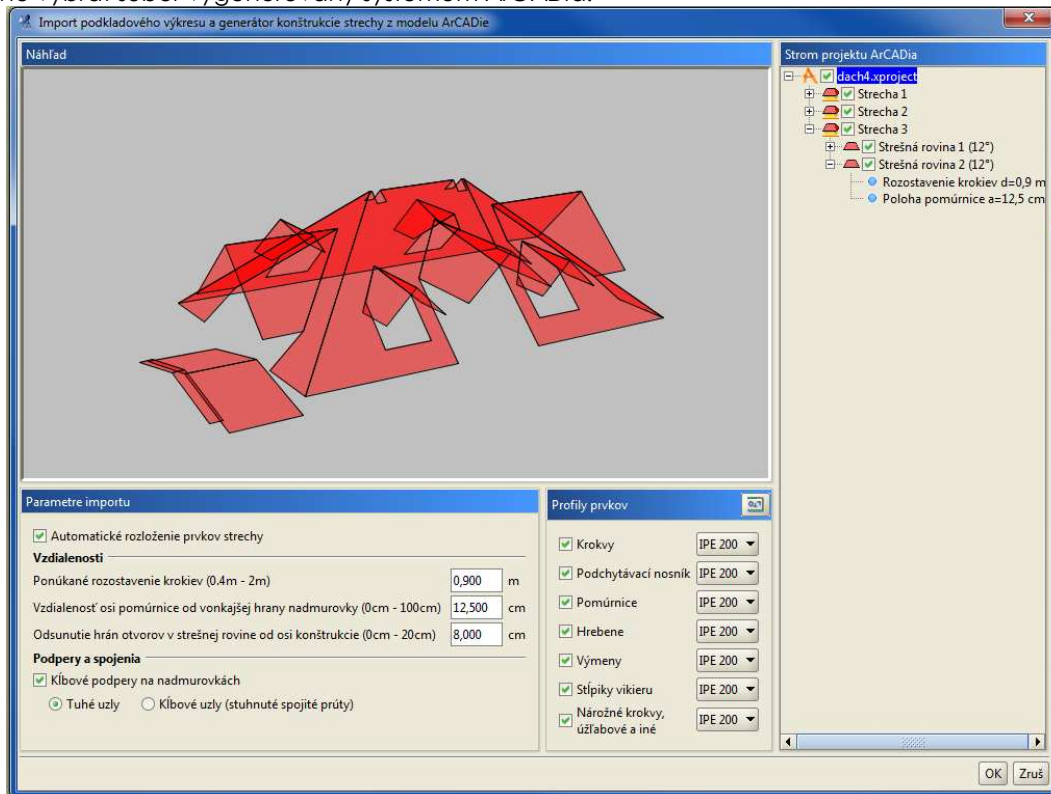 Import podkladového výkresu a generátor konštrukcie strechy z modelu ArCADie
Náhľad
Strom projektu ArCADia
dach4.xproject
Strecha 1
Strecha 2
Strecha 3
Strešná rovina 1 (12°)
Strešná rovina 2 (12°)
Rozostavenie krokiev d=0,9 m
Poloha pomúrnice a=12,5 cm
Parametre importu
Automatické rozloženie prvkov strechy
Vzdialenosti
Ponúkané rozostavenie krokiev (0.4m - 2m) 0,900 m
Vzdialenosť osi pomúrnice od vonkajšej hrany nadmurovky (0cm - 100cm) 12,500 cm
Odsunutie hrán otvorov v strešnej rovine od osi konštrukcie (0cm - 20cm) 8,000 cm
Podpery a spojenia
Kĺbové podpery na nadmurovkách
Tuhé uzly Kĺbové uzly (stuhnuté spojité prúty)
Profily prvkov
Krokvy IPE 200
Podchytávací nosník IPE 200
Pomúrnice IPE 200
Hrebene IPE 200
Výmeny IPE 200
Stĺpiky vikieru IPE 200
Nárožné krokvy, úžľabové a iné IPE 200
OK Zruš